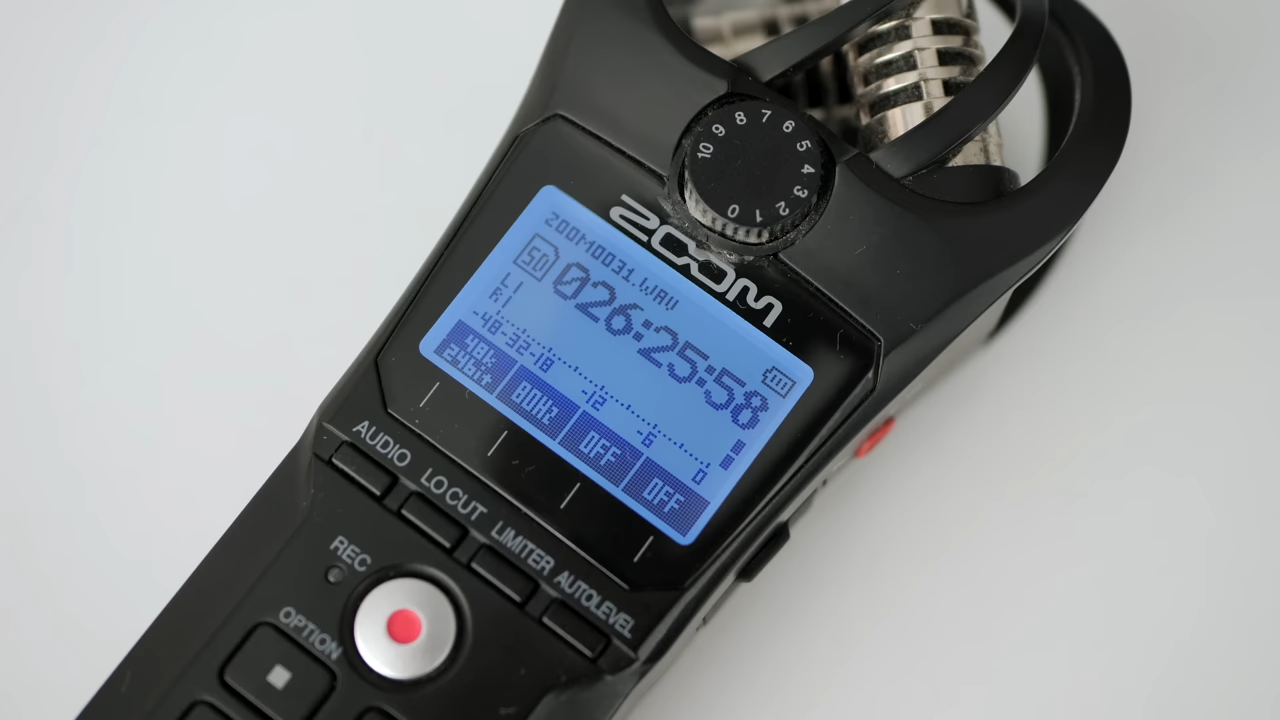 10 9 8 7 6 5 4 3 2 1 0
ZOOM
ZOOM0031.WAV
SD 026:25:58
L
R
-48 -32 -18 -12 -6 0
48k 24bit 80Hz OFF OFF
AUDIO LO CUT LIMITER AUTOLEVEL
REC
OPTION